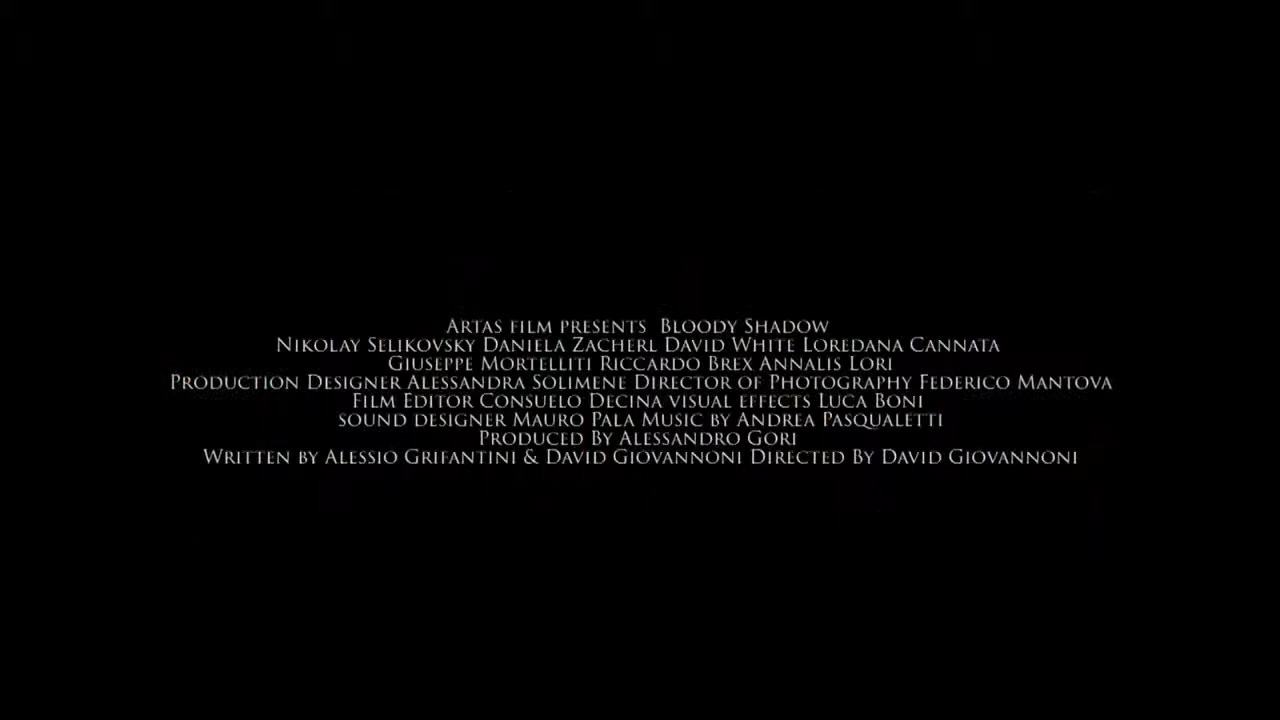 Artas film presents Bloody Shadow
Nikolay Selikovsky Daniela Zacherl David White Loredana Cannata
Giuseppe Mortelliti Riccardo Brex Annalis Lori
Production Designer Alessandra Solimene Director of Photography Federico Mantova
Film Editor Consuelo Decina visual effects Luca Boni
sound designer Mauro Pala Music by Andrea Pasqualetti
Produced By Alessandro Gori
Written by Alessio Grifantini & David Giovannoni Directed By David Giovannoni